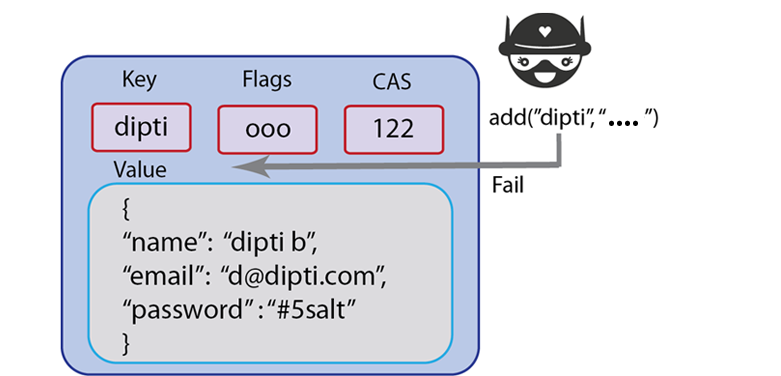 Key Flags CAS
dipti ooo 122
add("dipti", “.... ”)
Value
Fail
{
“name”: “dipti b”,
“email”: “d@dipti.com”,
“password” : “#5salt”
}